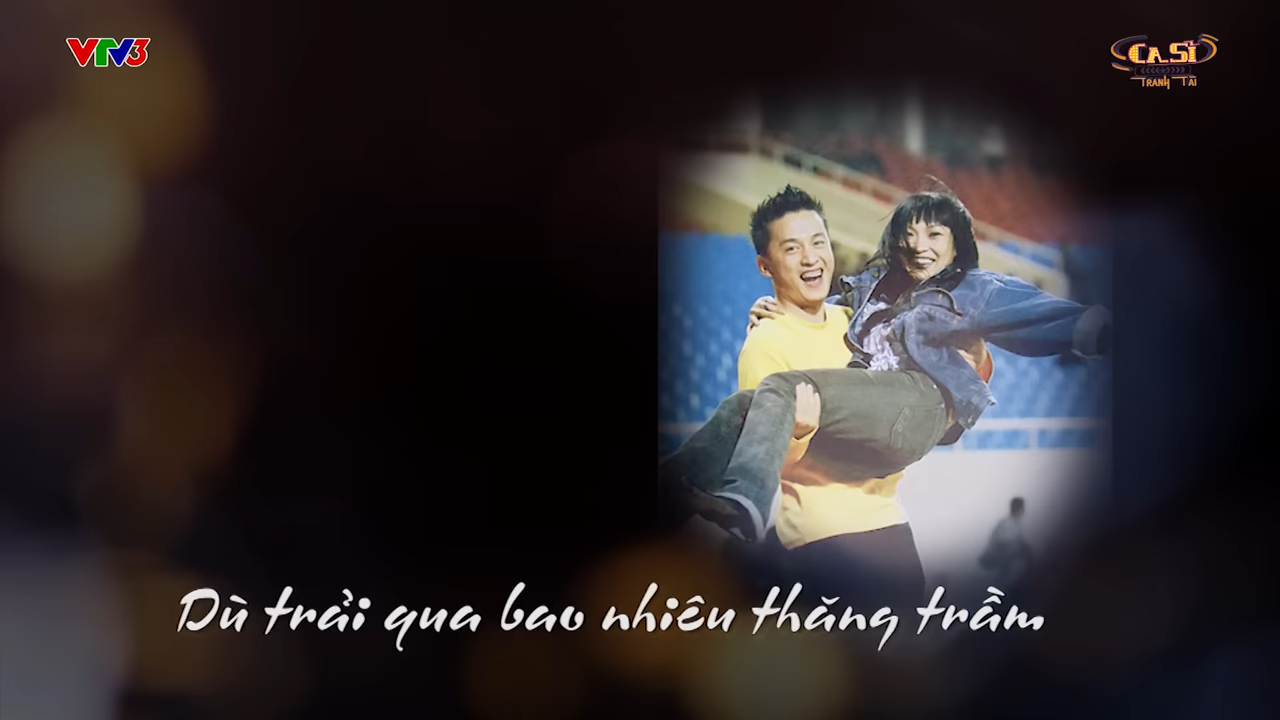 VTV3
CA SĨ
TRANH TÀI
Dù trải qua bao nhiêu thăng trầm